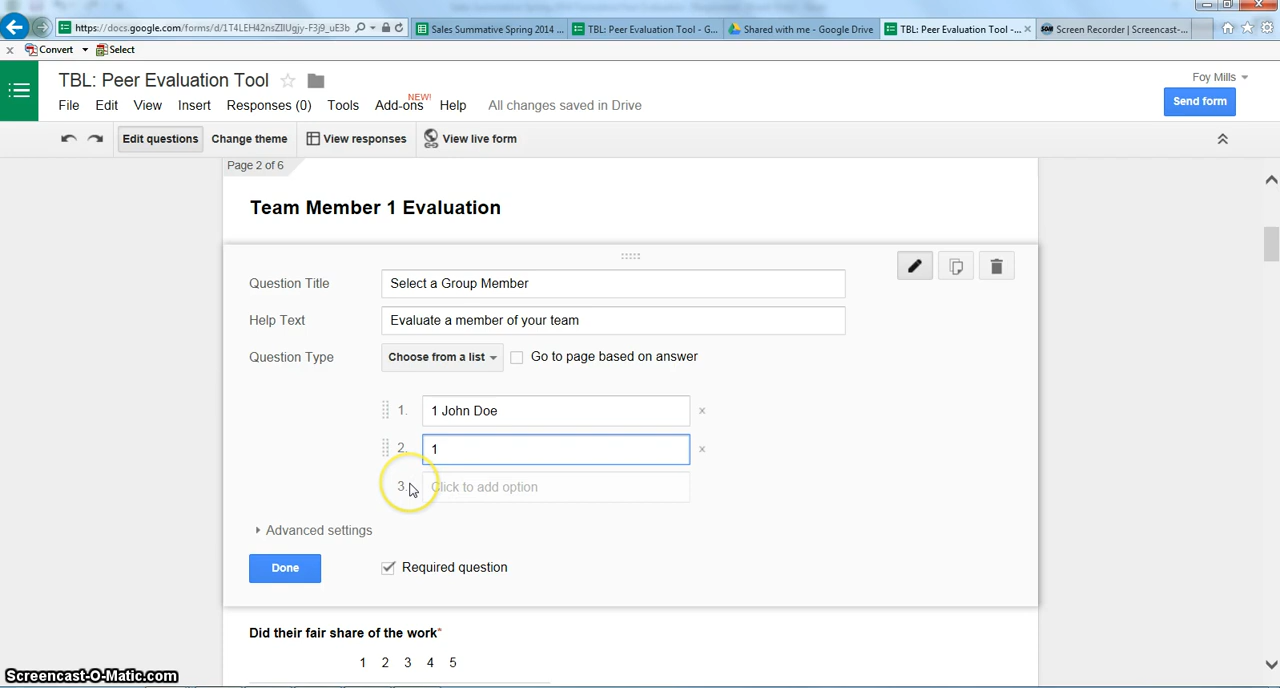 https://docs.google.com/forms/d/1T4LEH42nsZIlUgjy-F3j9_uE3b
Sales Summative Spring 2014 ...
TBL: Peer Evaluation Tool - G...
Shared with me - Google Drive
TBL: Peer Evaluation Tool -... ×
Screen Recorder | Screencast-...
x Convert Select
TBL: Peer Evaluation Tool
Foy Mills
File Edit View Insert Responses (0) Tools Add-ons NEW! Help All changes saved in Drive
Send form
Edit questions Change theme View responses View live form
Page 2 of 6
Team Member 1 Evaluation
Question Title Select a Group Member
Help Text Evaluate a member of your team
Question Type Choose from a list Go to page based on answer
1. 1 John Doe ×
2. 1 ×
3. Click to add option
Advanced settings
Done Required question
Did their fair share of the work*
1 2 3 4 5
Screencast-O-Matic.com